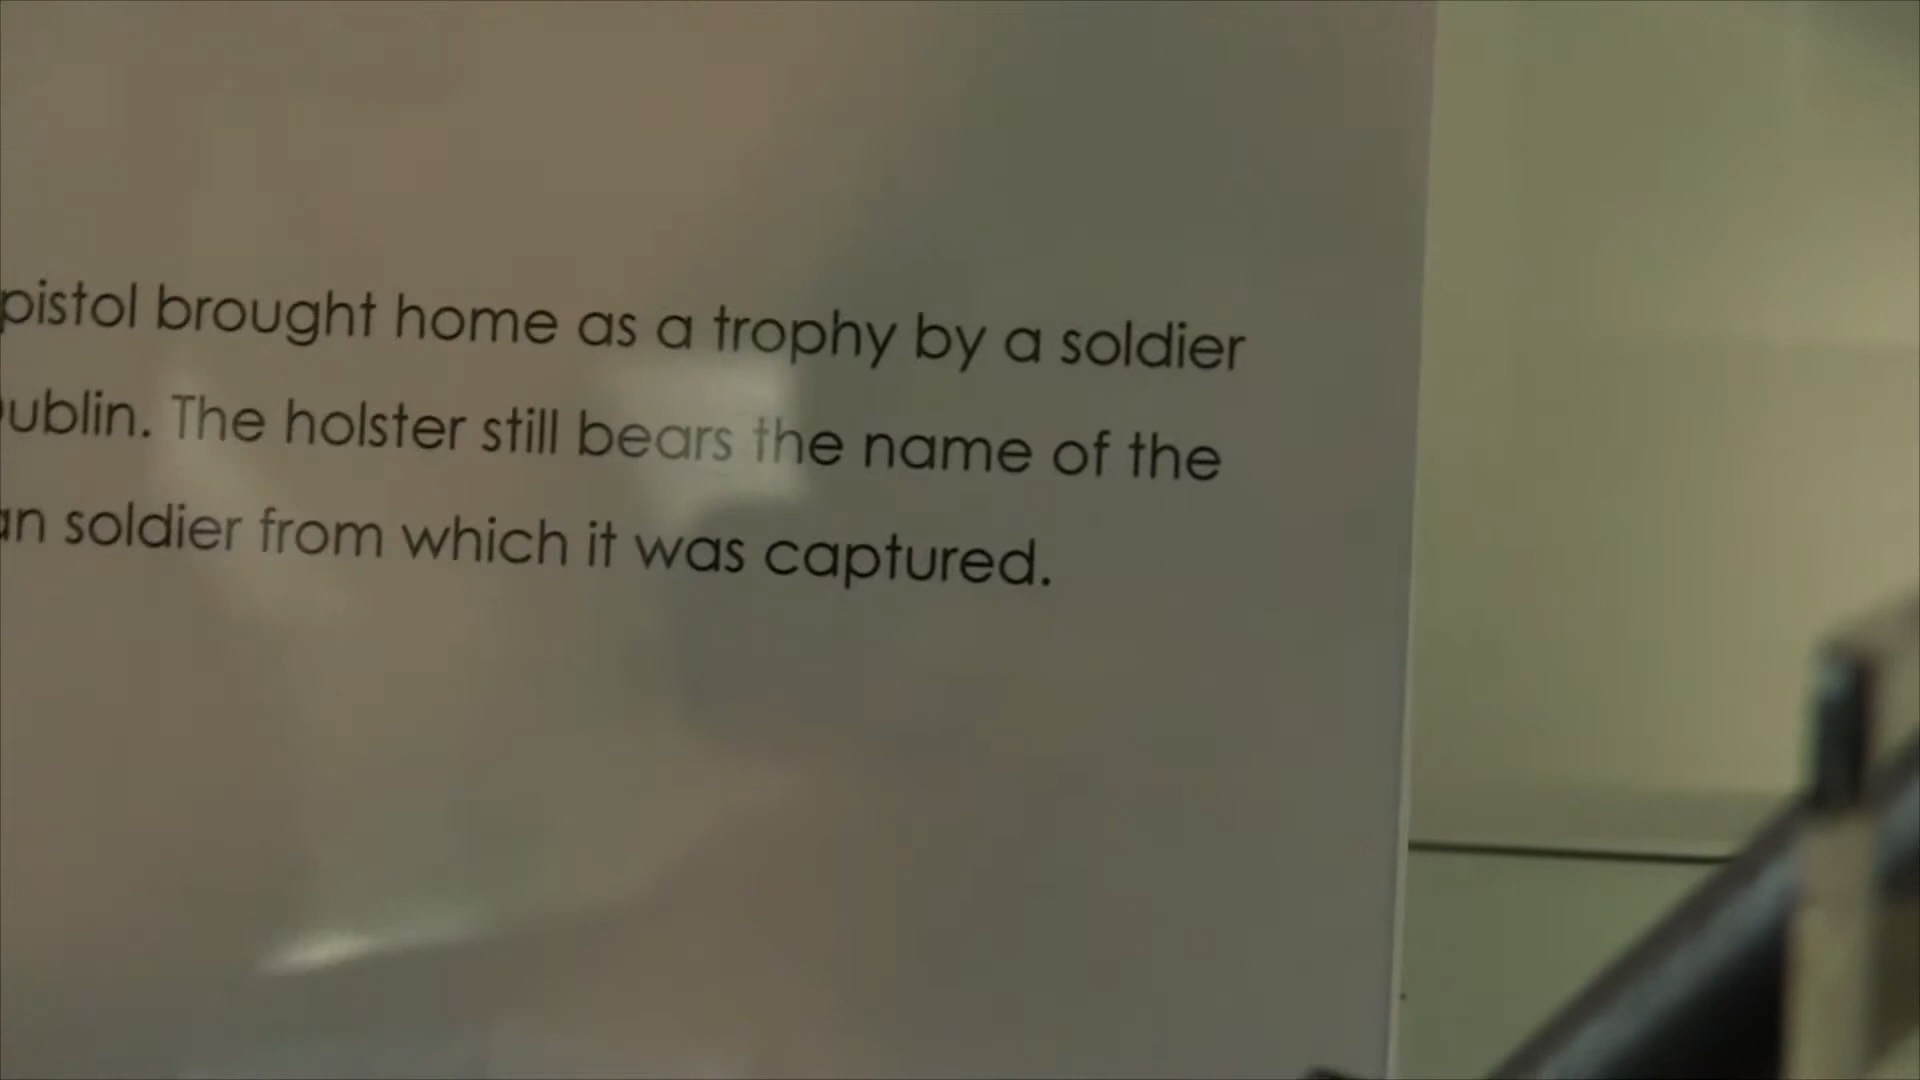 pistol brought home as a trophy by a soldier
ublin. The holster still bears the name of the
an soldier from which it was captured.